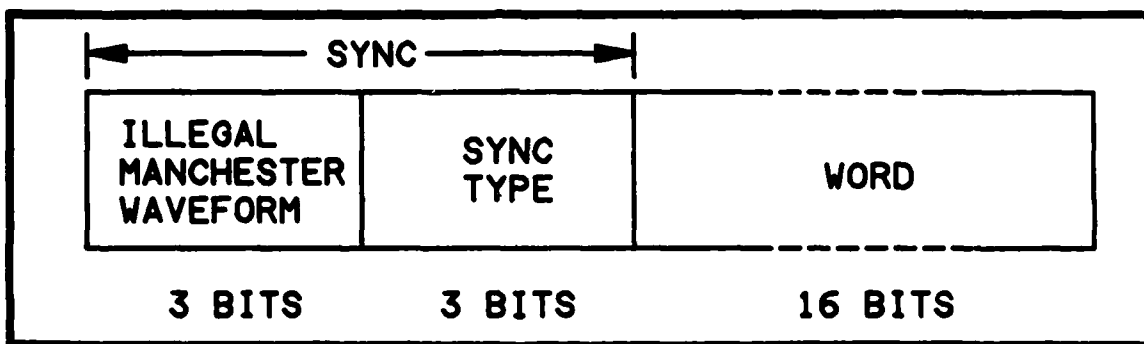 SYNC
ILLEGAL
MANCHESTER
WAVEFORM
SYNC
TYPE
WORD
3 BITS
3 BITS
16 BITS